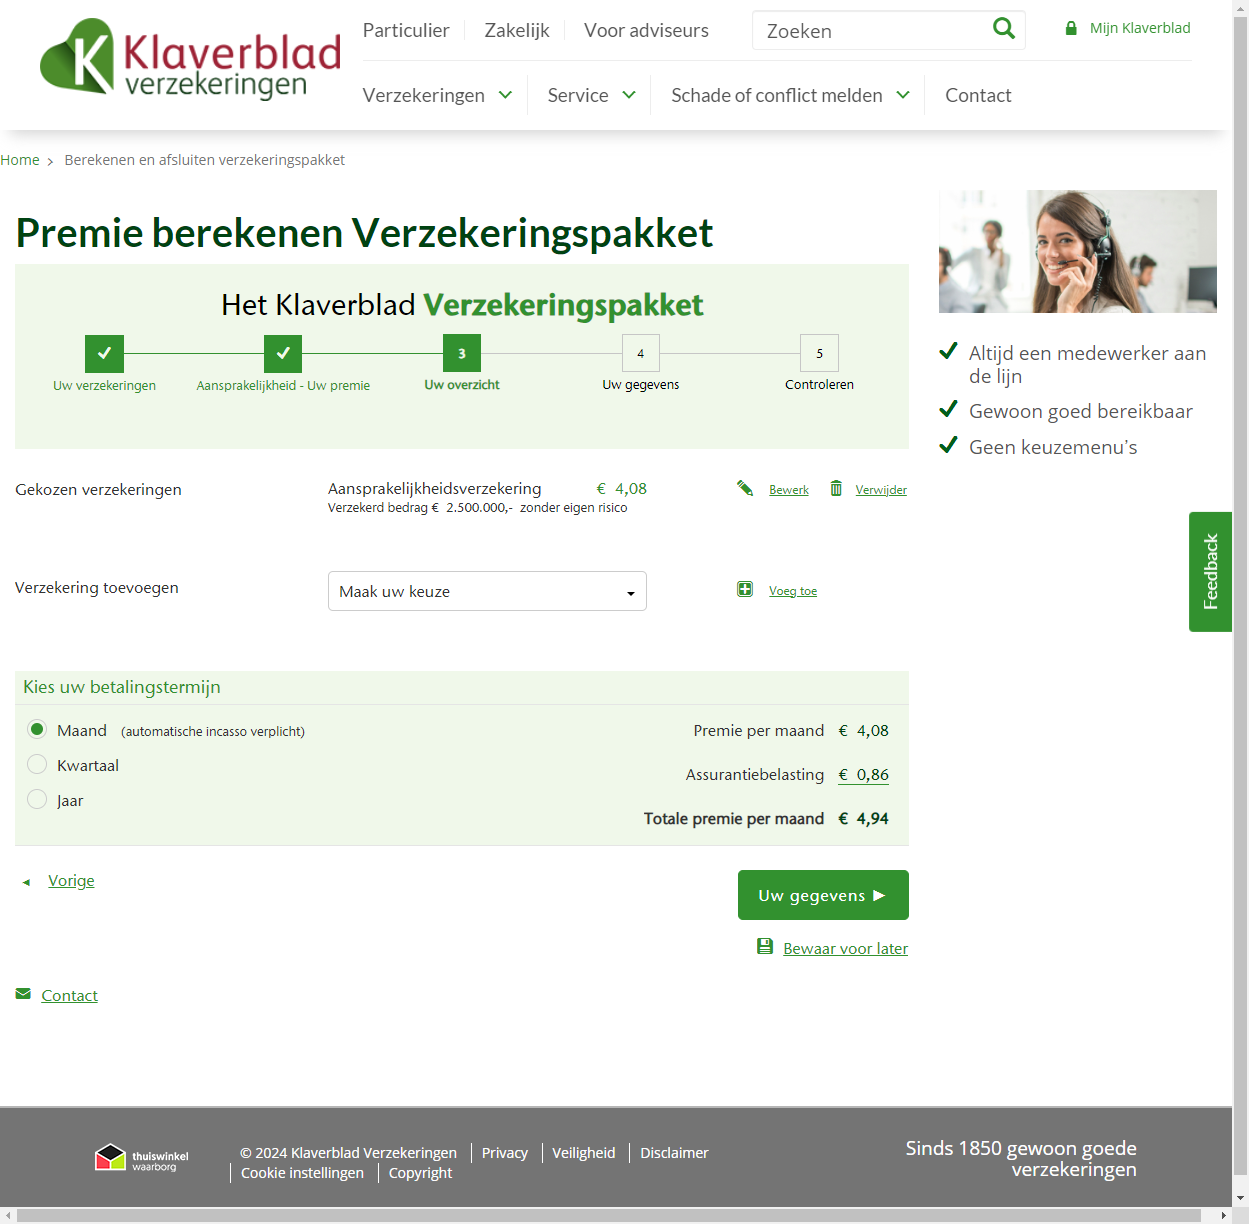 Klaverblad
verzekeringen
Particulier
Zakelijk
Voor adviseurs
Zoeken
Mijn Klaverblad
Verzekeringen
Service
Schade of conflict melden
Contact
Home
Berekenen en afsluiten verzekeringspakket
Premie berekenen Verzekeringspakket
Het Klaverblad Verzekeringspakket
3
4
5
Uw verzekeringen
Aansprakelijkheid - Uw premie
Uw overzicht
Uw gegevens
Controleren
Altijd een medewerker aan
de lijn
Gewoon goed bereikbaar
Geen keuzemenu's
Gekozen verzekeringen
Aansprakelijkheidsverzekering € 4,08
Bewerk
Verwijder
Verzekerd bedrag € 2.500.000,- zonder eigen risico
Feedback
Verzekering toevoegen
Maak uw keuze
Voeg toe
Kies uw betalingstermijn
Maand (automatische incasso verplicht)
Premie per maand € 4,08
Kwartaal
Assurantiebelasting € 0,86
Jaar
Totale premie per maand € 4,94
Vorige
Uw gegevens
Bewaar voor later
Contact
thuiswinkel
waarborg
© 2024 Klaverblad Verzekeringen
Privacy
Veiligheid
Disclaimer
Cookie instellingen
Copyright
Sinds 1850 gewoon goede
verzekeringen